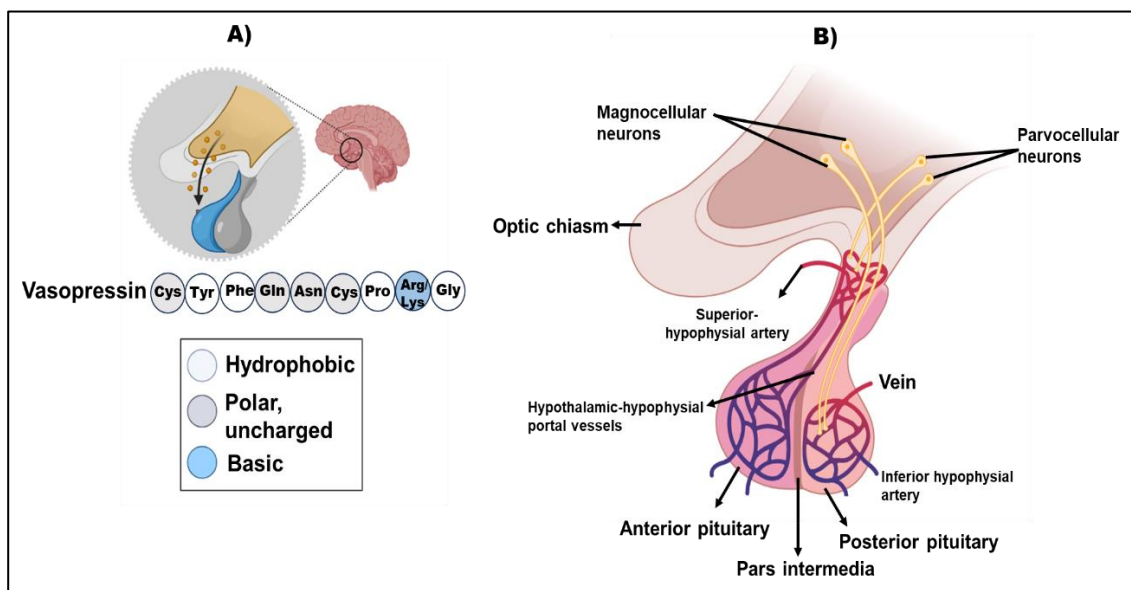 A)
Vasopressin Cys Tyr Phe Gln Asn Cys Pro Arg/ Gly
Lys
Hydrophobic
Polar,
uncharged
Basic
B)
Magnocellular
neurons
Parvocellular
neurons
Optic chiasm
Superior-
hypophysial artery
Vein
Hypothalamic-hypophysial
portal vessels
Inferior hypophysial
artery
Anterior pituitary
Posterior pituitary
Pars intermedia